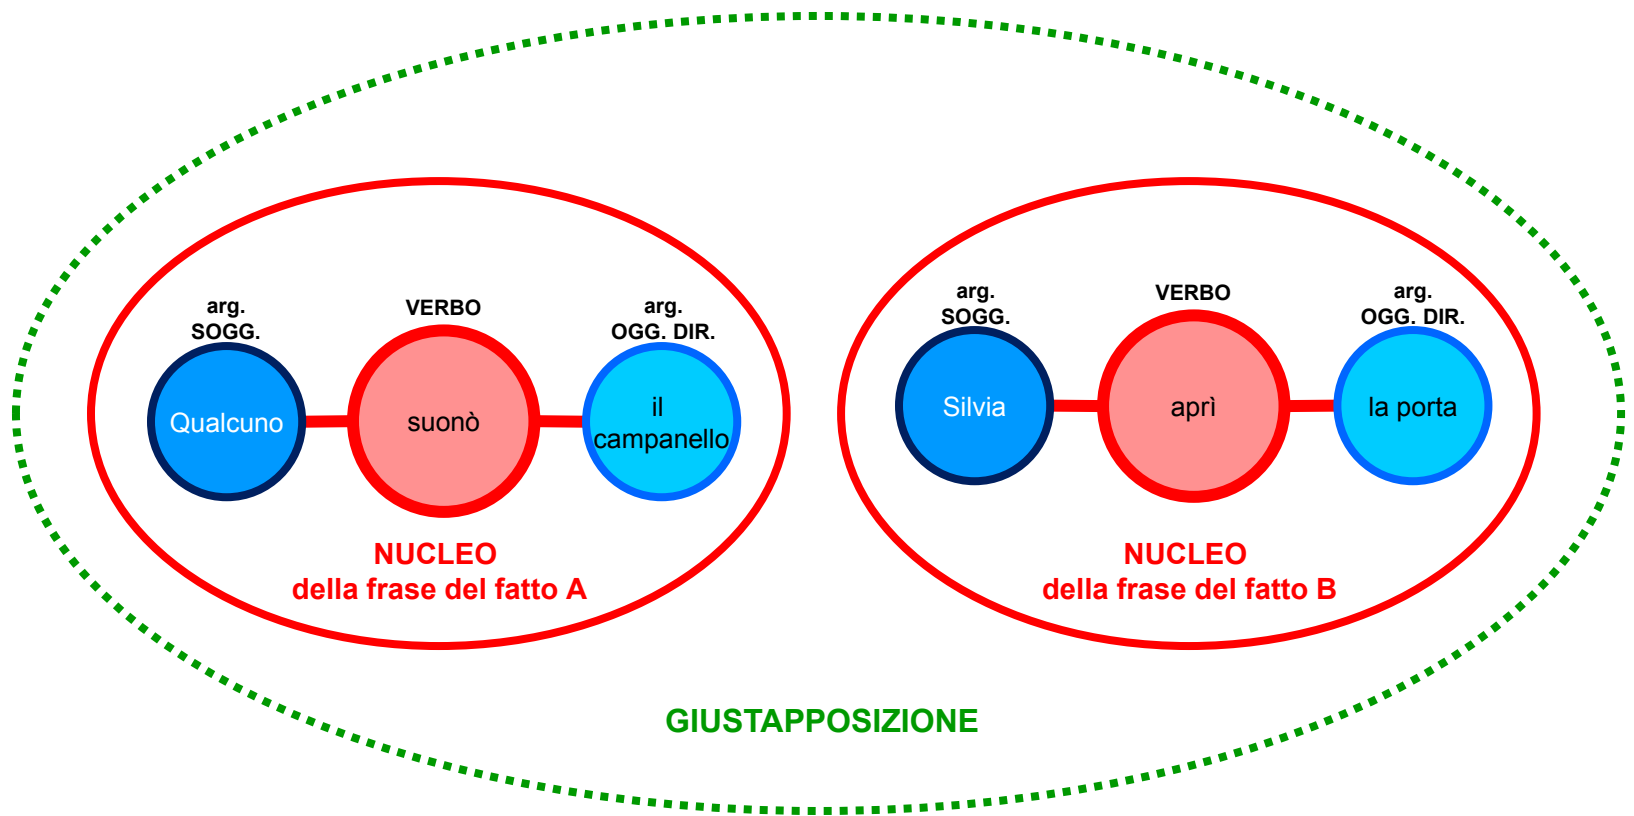 arg.
SOGG.
VERBO
arg.
OGG. DIR.
Qualcuno
suonò
il
campanello
NUCLEO
della frase del fatto A
arg.
SOGG.
VERBO
arg.
OGG. DIR.
Silvia
aprì
la porta
NUCLEO
della frase del fatto B
GIUSTAPPOSIZIONE